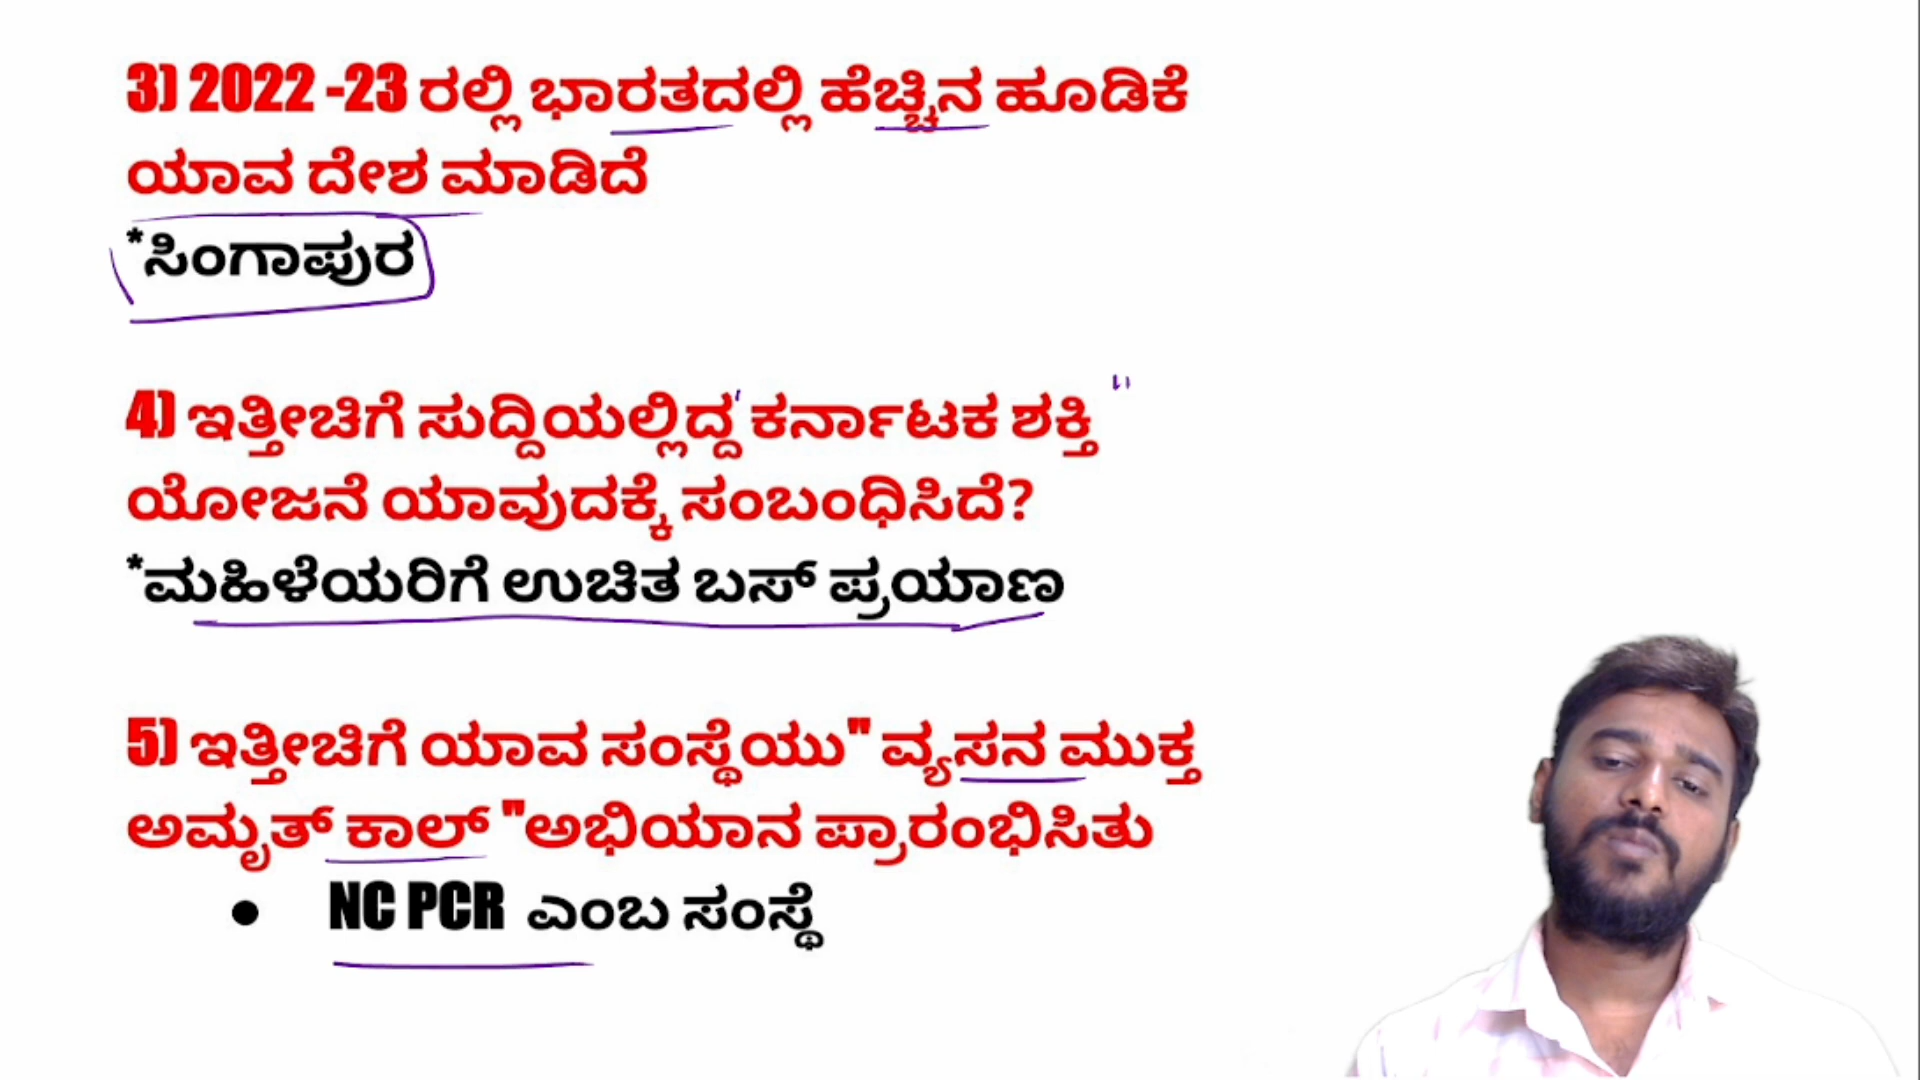 3) 2022 -23 ರಲ್ಲಿ ಭಾರತದಲ್ಲಿ ಹೆಚ್ಚಿನ ಹೂಡಿಕೆ
ಯಾವ ದೇಶ ಮಾಡಿದೆ
*ಸಿಂಗಾಪುರ
4) ಇತ್ತೀಚಿಗೆ ಸುದ್ದಿಯಲ್ಲಿದ್ದ ' ಕರ್ನಾಟಕ ಶಕ್ತಿ "
ಯೋಜನೆ ಯಾವುದಕ್ಕೆ ಸಂಬಂಧಿಸಿದೆ?
*ಮಹಿಳೆಯರಿಗೆ ಉಚಿತ ಬಸ್ ಪ್ರಯಾಣ
5) ಇತ್ತೀಚಿಗೆ ಯಾವ ಸಂಸ್ಥೆಯು" ವ್ಯಸನ ಮುಕ್ತ
ಅಮೃತ್ ಕಾಲ್ "ಅಭಿಯಾನ ಪ್ರಾರಂಭಿಸಿತು
● NC PCR ಎಂಬ ಸಂಸ್ಥೆ